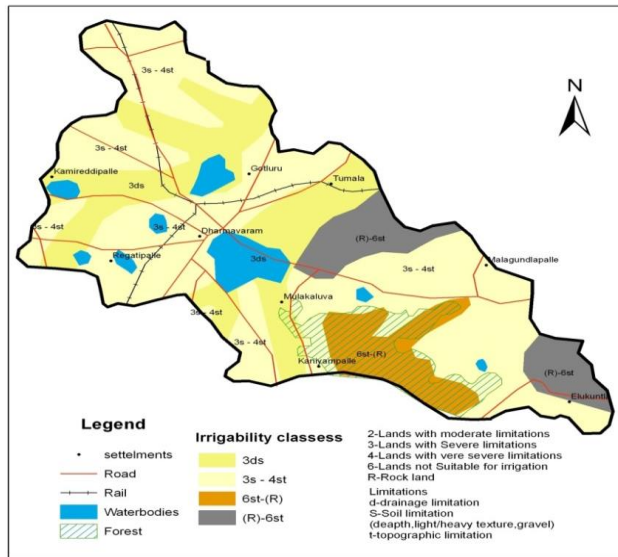 3s - 4st
N
3s - 4st
Gotluru
Kamireddipalle
Tumala
3ds
(R)-6st
3s - 4st
3s - 4st
Dharmavaram
Regatipalle
3ds
3s - 4st
Malagundlapalle
Mulakaluva
3s - 4st
3s - 4st
6st-(R)
Kaniyampalle
(R)-6st
Elukuntla
Legend
settelments
Road
Rail
Waterbodies
Forest
Irrigability classess
3ds
3s - 4st
6st-(R)
(R)-6st
2-Lands with moderate limitations
3-Lands with Severe limitations
4-Lands with vere severe limitations
6-Lands not Suitable for irrigation
R-Rock land
Limitations
d-drainage limitation
S-Soil limitation
(deapth,light/heavy texture,gravel)
t-topographic limitation